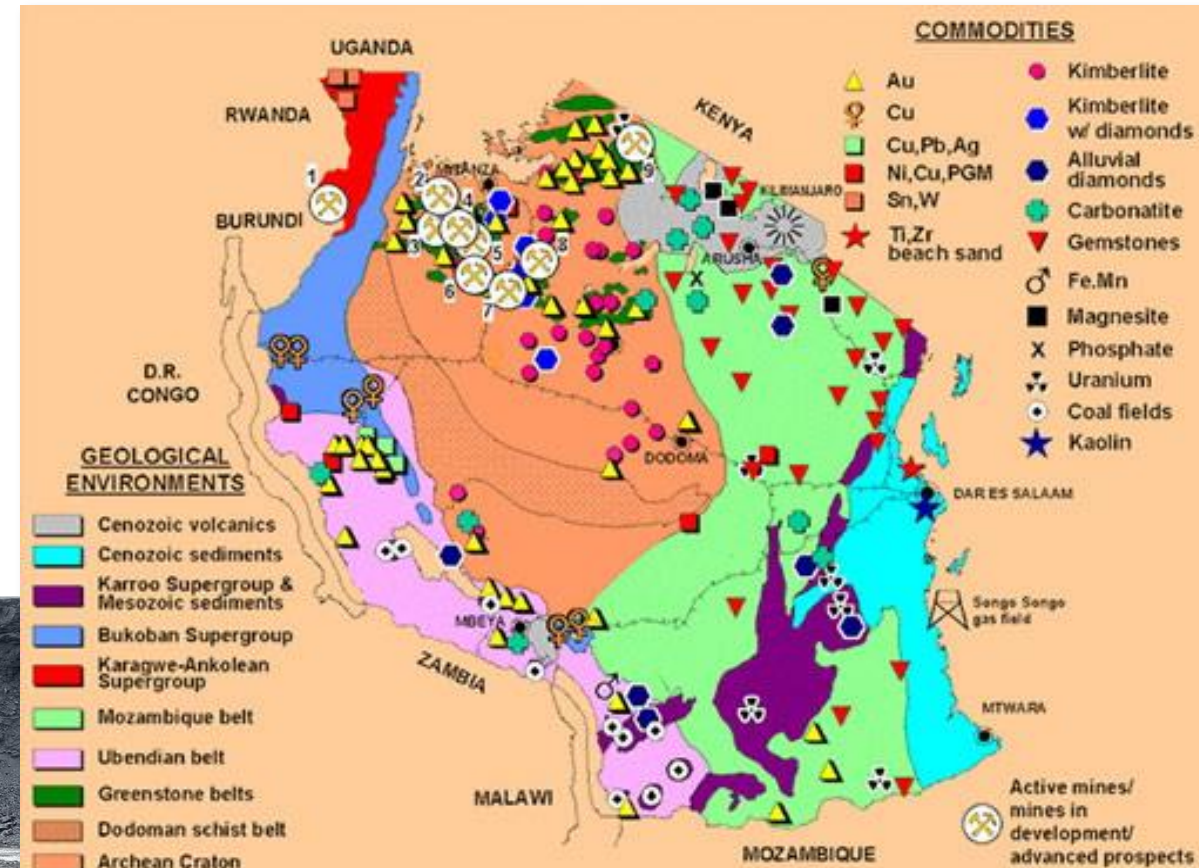 UGANDA
RWANDA
BURUNDI
D.R.
CONGO
ZAMBIA
MALAWI
MOZAMBIQUE
KENYA
MWANZA
KILIMANJARO
ARUSHA
DODOMA
DAR ES SALAAM
MBEYA
MTWARA
Songo Songo
gas field
1
2
3
4
5
6
7
8
9
COMMODITIES
Au
Cu
Cu,Pb,Ag
Ni,Cu,PGM
Sn,W
Ti,Zr
beach sand
Kimberlite
Kimberlite
w/ diamonds
Alluvial
diamonds
Carbonatite
Gemstones
Fe.Mn
Magnesite
X Phosphate
Uranium
Coal fields
Kaolin
GEOLOGICAL
ENVIRONMENTS
Cenozoic volcanics
Cenozoic sediments
Karroo Supergroup &
Mesozoic sediments
Bukoban Supergroup
Karagwe-Ankolean
Supergroup
Mozambique belt
Ubendian belt
Greenstone belts
Dodoman schist belt
Archean Craton
Active mines/
mines in
development/
advanced prospects